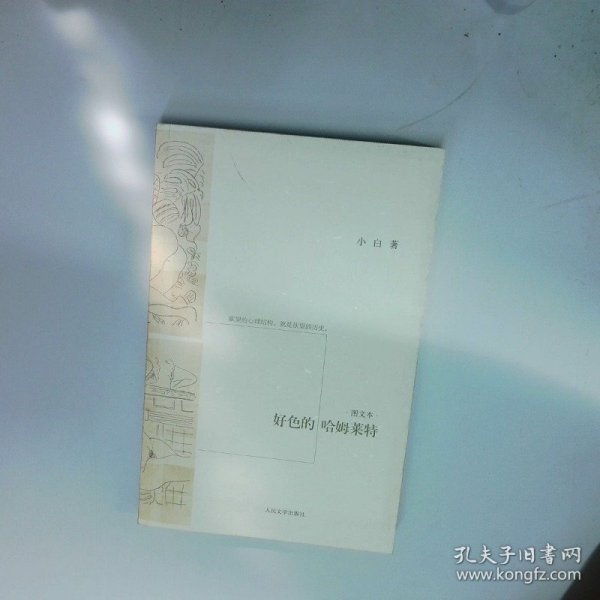 小 白 著
欲望的心理结构，就是欲望的历史。
·图文本·
好色的哈姆莱特
人民文学出版社
孔夫子旧书网
www.kongfz.com